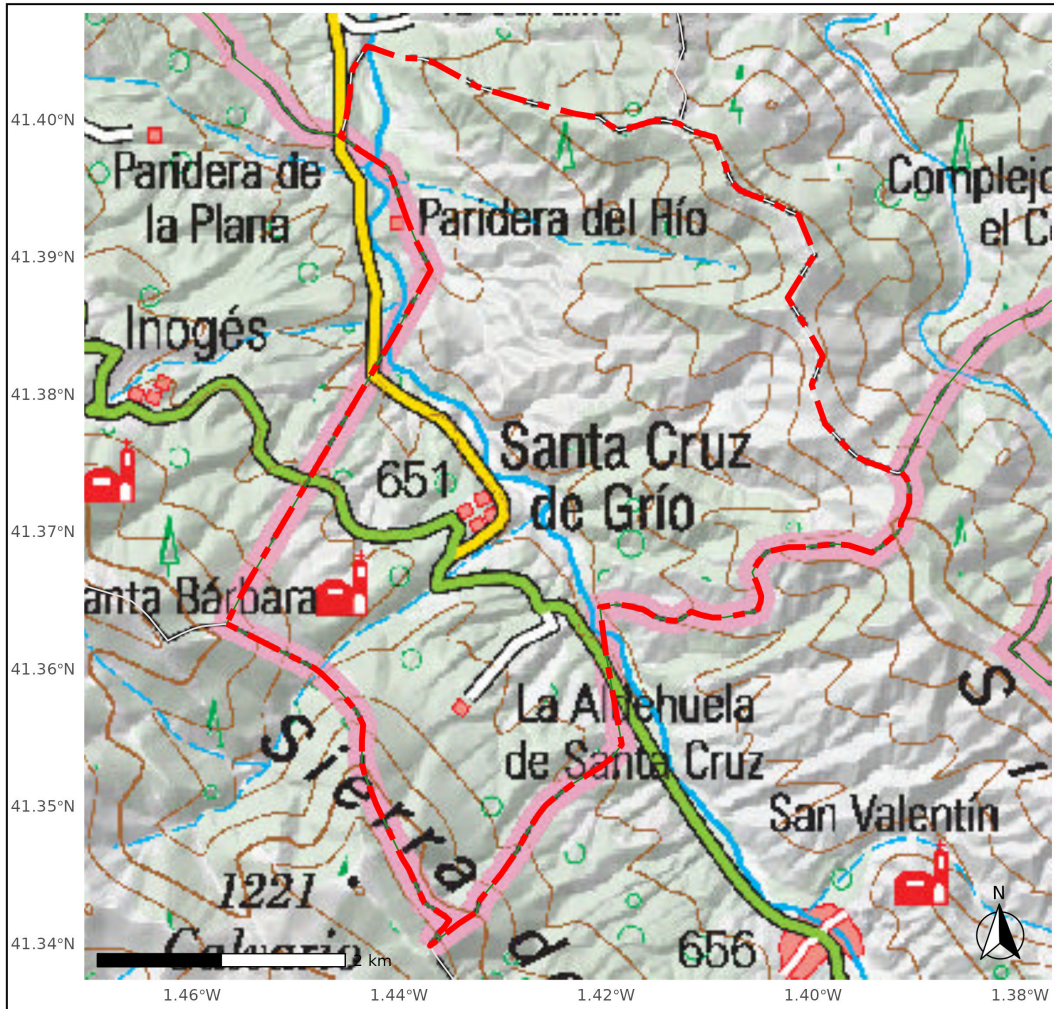 41.40°N
Paridera de
la Plana
Paridera del Río
Complejo
el C
41.39°N
Inogés
41.38°N
Santa Cruz
de Grío
651
41.37°N
anta Bárbara
41.36°N
La Aldehuela
de Santa Cruz
Sierra
d
S
41.35°N
San Valentín
1221
Calvario
656
N
41.34°N
2 km
1.46°W
1.44°W
1.42°W
1.40°W
1.38°W